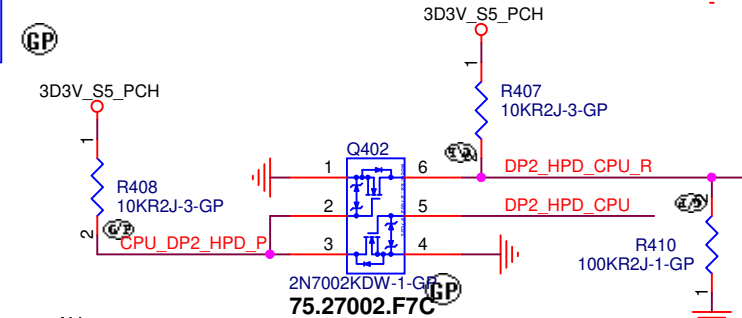 3D3V_S5_PCH
GP
3D3V_S5_PCH
1
R407
10KR2J-3-GP
1
Q402
1
6
DP2_HPD_CPU_R
R408
10KR2J-3-GP
2
5
DP2_HPD_CPU
2
CPU_DP2_HPD_P
3
4
R410
100KR2J-1-GP
2N7002KDW-1-GP
GP
1
75.27002.F7C